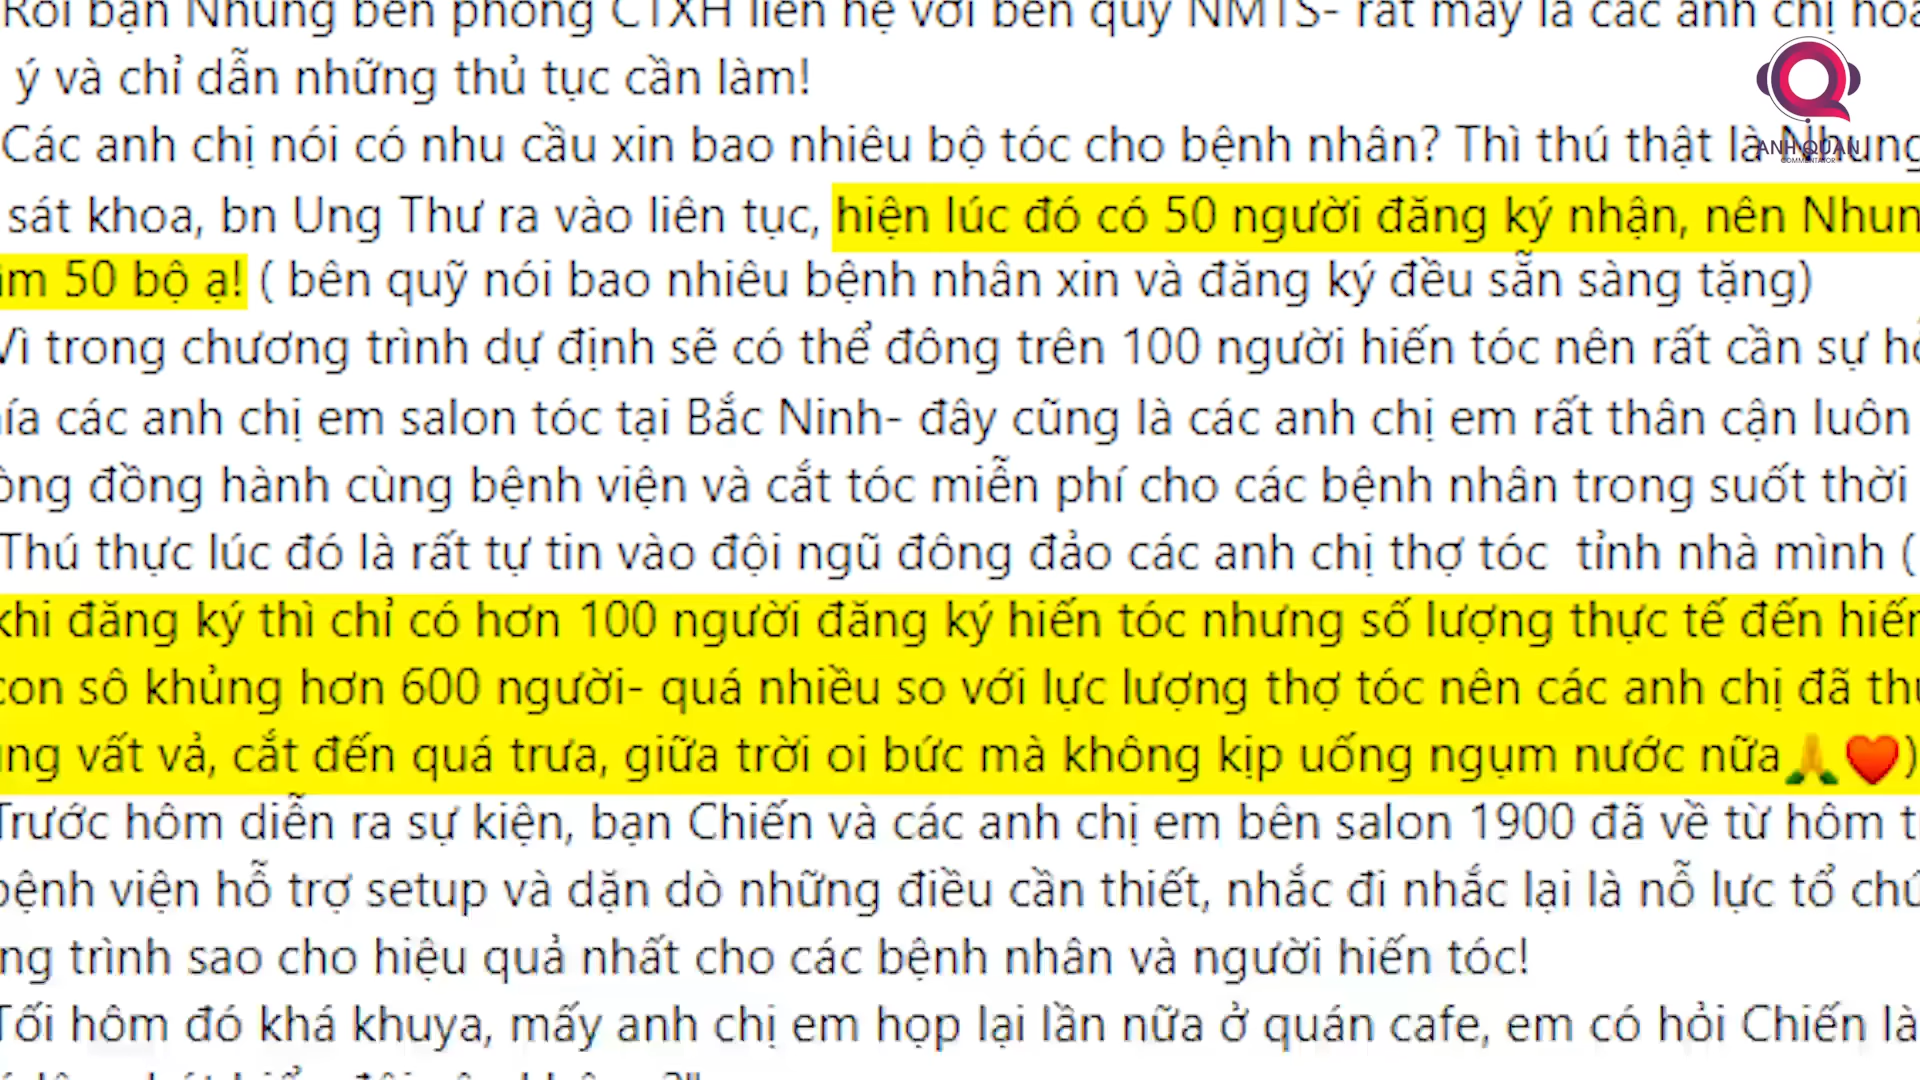 Rồi bạn Nhung bên phòng CTXH liên hệ với bên quỹ NMTS- rất may là các anh chị
ý và chỉ dẫn những thủ tục cần làm!
Các anh chị nói có nhu cầu xin bao nhiêu bộ tóc cho bệnh nhân? Thì thú thật là Nhung
sát khoa, bn Ung Thư ra vào liên tục, hiện lúc đó có 50 người đăng ký nhận, nên
50 bộ ạ! ( bên quỹ nói bao nhiêu bệnh nhân xin và đăng ký đều sẵn sàng tặng)
Vì trong chương trình dự định sẽ có thể đông trên 100 người hiến tóc nên rất cần sự
các anh chị em salon tóc tại Bắc Ninh- đây cũng là các anh chị em rất thân cận luôn
đồng hành cùng bệnh viện và cắt tóc miễn phí cho các bệnh nhân trong suốt thời
Thú thực lúc đó là rất tự tin vào đội ngũ đông đảo các anh chị thợ tóc tỉnh nhà mình (
khi đăng ký thì chỉ có hơn 100 người đăng ký hiến tóc nhưng số lượng thực tế đến
con sô khủng hơn 600 người- quá nhiều so với lực lượng thợ tóc nên các anh chị đã
vất vả, cắt đến quá trưa, giữa trời oi bức mà không kịp uống ngụm nước nữa🙏❤️)
Trước hôm diễn ra sự kiện, bạn Chiến và các anh chị em bên salon 1900 đã về từ hôm
bệnh viện hỗ trợ setup và dặn dò những điều cần thiết, nhắc đi nhắc lại là nỗ lực tổ
trình sao cho hiệu quả nhất cho các bệnh nhân và người hiến tóc!
Tối hôm đó khá khuya, mấy anh chị em họp lại lần nữa ở quán cafe, em có hỏi Chiến là
ANH QUÂN
COMMENTATOR